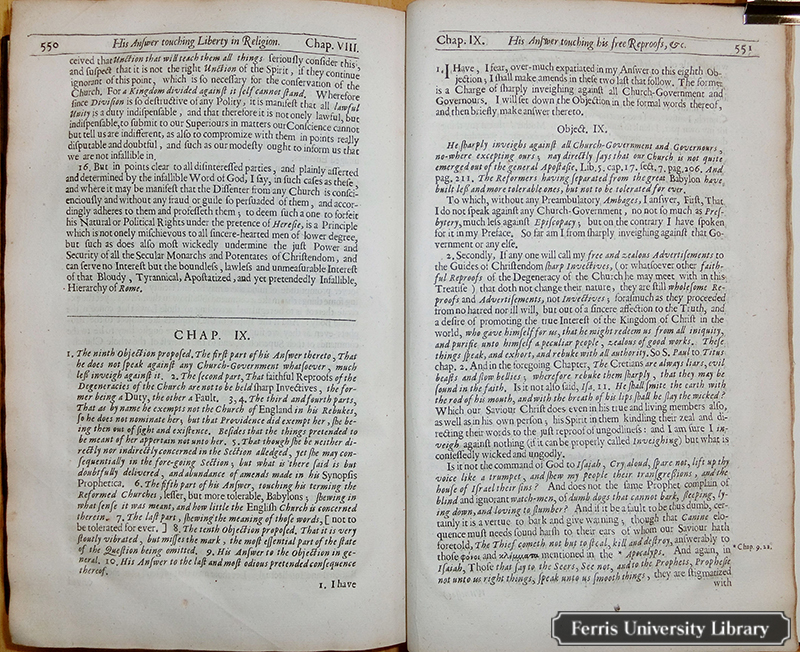 550 His Anſwer touching Liberty in Religion. Chap. VIII.
ceived that Unction that will teach them all things ſeriouſly conſider this,
and ſuſpect that it is not the right Unction of the Spirit, if they continue
ignorant of this point, which is ſo neceſſary for the conſervation of the
Church. For a Kingdom divided againſt it ſelf cannot ſtand. Wherefore
ſince Diviſion is ſo deſtructive of any Polity, it is manifeſt that all lawful
Unity is a duty indiſpenſable, and that therefore it is not onely lawful, but
indiſpenſable, to ſubmit to our Superiours in matters our Conſcience cannot
but tell us are indifferent, as alſo to compromize with them in points really
diſputable and doubtful, and ſuch as our modeſty ought to inform us that
we are not infallible in.
16. But in points clear to all diſintereſſed parties, and plainly aſſerted
and determined by the infallible Word of God, I ſay, in ſuch caſes as theſe,
and where it may be manifeſt that the Diſſenter from any Church is conſci-
enciouſly and without any fraud or guile ſo perſuaded of them, and accor-
dingly adheres to them and profeſſeth them; to deem ſuch a one to forfeit
his Natural or Political Rights under the pretence of Hereſie, is a Principle
which is not onely miſchievous to all ſincere-hearted men of lower degree,
but ſuch as does alſo moſt wickedly undermine the juſt Power and
Security of all the Secular Monarchs and Potentates of Chriſtendom, and
can ſerve no Intereſt but the boundleſs, lawleſs and unmeaſurable Intereſt
of that Bloudy, Tyrannical, Apoſtatized, and yet pretendedly Infallible,
Hierarchy of Rome.
CHAP. IX.
1. The ninth Objection propoſed. The firſt part of his Anſwer thereto, That
he does not ſpeak againſt any Church-Government whatſoever, much
leſs inveigh againſt it. 2. The ſecond part, That faithful Reproofs of the
Degeneracies of the Church are not to be held ſharp Invectives, the for-
mer being a Duty, the other a Fault. 3, 4. The third and fourth parts,
That as by name he exempts not the Church of England in his Rebukes,
ſo he does not nominate her; but that Providence did exempt her, ſhe be-
ing then out of ſight and exiſtence, Beſides that the things pretended to
be meant of her appertain not unto her. 5. That though ſhe be neither di-
rectly nor indirectly concerned in the Section alledged, yet ſhe may con-
ſequentially in the fore-going Section; but what is there ſaid is but
doubtfully delivered, and abundance of amends made in his Synopſis
Prophetica. 6. The fifth part of his Anſwer, touching his terming the
Reformed Churches, leſſer, but more tolerable, Babylons; ſhewing in
what ſenſe it was meant, and how little the Engliſh Church is concerned
therein. 7. The laſt part, ſhewing the meaning of thoſe words, [ not to
be tolerated for ever. ] 8. The tenth Objection propoſed. That it is very
ſtoutly vibrated, but miſſes the mark, the moſt eſſential part of the ſtate
of the Queſtion being omitted. 9. His Anſwer to the Objection in ge-
neral. 10. His Anſwer to the laſt and moſt odious pretended conſequence
thereof.
1. I have
Chap. IX. His Anſwer touching his free Reproofs, &c. 551
1. I Have, I fear, over-much expatiated in my Anſwer to this eighth Ob-
jection; I ſhall make amends in theſe two laſt that follow. The former
is a Charge of ſharply inveighing againſt all Church-Government and
Governours. I will ſet down the Objection in the formal words thereof,
and then briefly make anſwer thereto.
Object. IX.
He ſharply inveighs againſt all Church-Government and Governours,
no-where excepting ours; nay directly ſays that our Church is not quite
emerged out of the general Apoſtaſie, Lib. 5. cap. 17. ſect. 7. pag. 206. And
pag. 211. The Reformers having ſeparated from the great Babylon have
built leſs and more tolerable ones, but not to be tolerated for ever.
To which, without any Preambulatory Ambages, I anſwer, Firſt, That
I do not ſpeak againſt any Church-Government, no not ſo much as Preſ-
bytery, much leſs againſt Epiſcopacy; but on the contrary I have ſpoken
for it in my Preface. So far am I from ſharply inveighing againſt that Go-
vernment or any elſe.
2. Secondly, If any one will call my free and zealous Advertiſements to
the Guides of Chriſtendom ſharp Invectives, (or whatſoever other faith-
ful Reproofs of the Degeneracy of the Church he may meet with in this
Treatiſe) that doth not change their nature, they are ſtill wholeſome Re-
proofs and Advertiſements, not Invectives; foraſmuch as they proceeded
from no hatred nor ill will, but out of a ſincere affection to the Truth, and
a deſire of promoting the true Intereſt of the Kingdom of Chriſt in the
world, who gave himſelf for us, that he might redeem us from all iniquity,
and purifie unto himſelf a peculiar people, zealous of good works. Theſe
things ſpeak, and exhort, and rebuke with all authority. So S. Paul to Titus
chap. 2. And in the foregoing Chapter, The Cretians are always liars, evil
beaſts and ſlow bellies; wherefore rebuke them ſharply, that they may be
ſound in the faith. Is it not alſo ſaid, Iſa. 11. He ſhall ſmite the earth with
the rod of his mouth, and with the breath of his lips ſhall he ſlay the wicked?
Which our Saviour Chriſt does even in his true and living members alſo,
as well as in his own perſon; his Spirit in them kindling their zeal and di-
recting their words to the juſt reproof of ungodlineſs: and I am ſure I in-
veigh againſt nothing (if it can be properly called Inveighing) but what is
confeſſedly wicked and ungodly.
Is it not the command of God to Iſaiah, Cry aloud, ſpare not, lift up thy
voice like a trumpet, and ſhew my people their tranſgreſſions, and the
houſe of Iſrael their ſins? And does not the ſame Prophet complain of
blind and ignorant watch-men, of dumb dogs that cannot bark, ſleeping, ly-
ing down, and loving to ſlumber? And if it be a fault to be thus dumb, cer-
tainly it is a vertue to bark and give warning; though that Canine elo-
quence muſt needs ſound harſh to their ears of whom our Saviour hath
foretold, The Thief cometh not but to ſteal, kill and deſtroy, anſwerably to
thoſe φόνοι and κλέμματα mentioned in the * Apocalyps. And again, in
* Chap. 9. 21.
Iſaiah, Thoſe that ſay to the Seers, See not, and to the Prophets, Propheſie
not unto us right things, ſpeak unto us ſmooth things, they are ſtigmatized
with
Ferris University Library